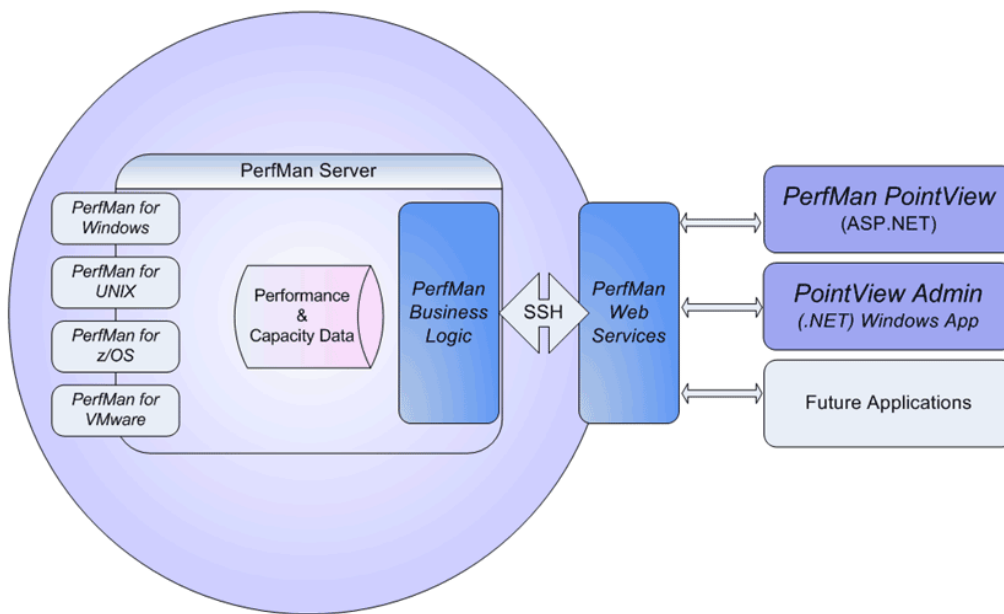 PerfMan Server
PerfMan for
Windows
PerfMan for
UNIX
PerfMan for
z/OS
PerfMan for
VMware
Performance
&
Capacity Data
PerfMan
Business
Logic
SSH
PerfMan
Web
Services
PerfMan PointView
(ASP.NET)
PointView Admin
(.NET) Windows App
Future Applications